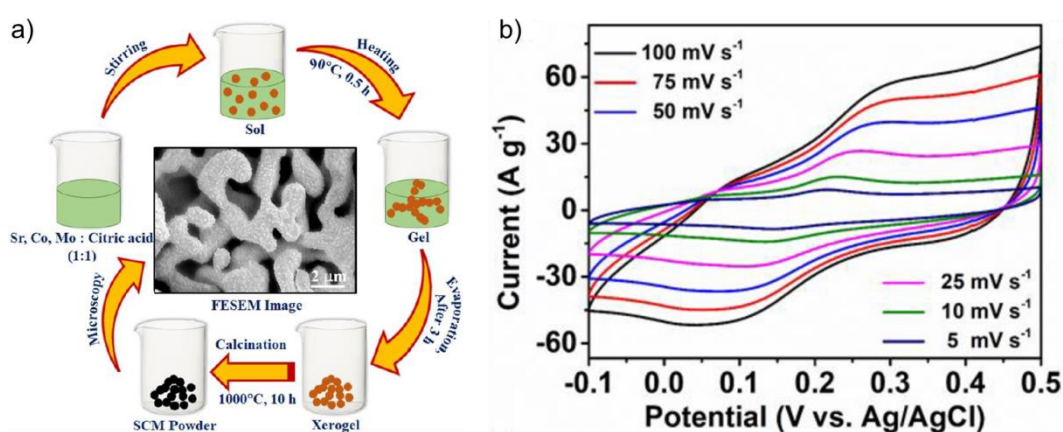 a)
Stirring
Heating
90°C, 0.5 h
Sol
Sr, Co, Mo : Citric acid
(1:1)
Gel
2 μm
FESEM Image
Microscopy
Evaporation,
After 3 h
Calcination
1000°C, 10 h
SCM Powder
Xerogel
b)
100 mV s⁻¹
75 mV s⁻¹
50 mV s⁻¹
25 mV s⁻¹
10 mV s⁻¹
5 mV s⁻¹
Current (A g⁻¹)
60
30
0
-30
-60
-0.1 0.0 0.1 0.2 0.3 0.4 0.5
Potential (V vs. Ag/AgCl)